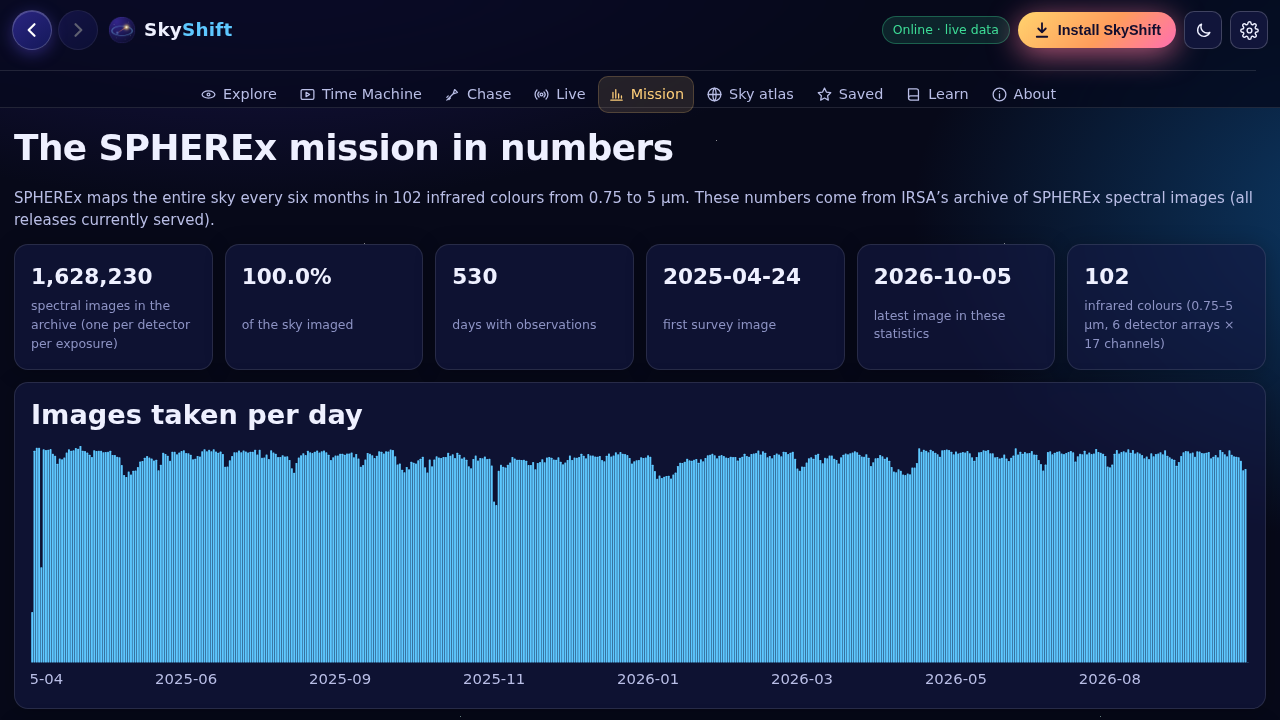 SkyShift
Online · live data
Install SkyShift
Explore
Time Machine
Chase
Live
Mission
Sky atlas
Saved
Learn
About
The SPHEREx mission in numbers
SPHEREx maps the entire sky every six months in 102 infrared colours from 0.75 to 5 µm. These numbers come from IRSA’s archive of SPHEREx spectral images (all
releases currently served).
1,628,230
spectral images in the
archive (one per detector
per exposure)
100.0%
of the sky imaged
530
days with observations
2025-04-24
first survey image
2026-10-05
latest image in these
statistics
102
infrared colours (0.75–5
µm, 6 detector arrays ×
17 channels)
Images taken per day
5-04
2025-06
2025-09
2025-11
2026-01
2026-03
2026-05
2026-08